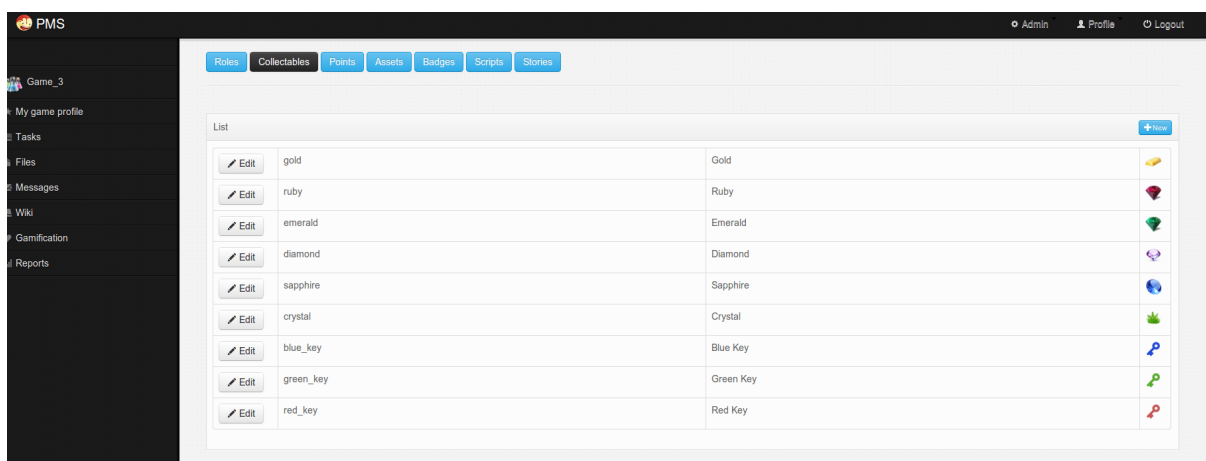 PMS
Admin Profile Logout
Game_3
My game profile
Tasks
Files
Messages
Wiki
Gamification
Reports
Roles Collectables Points Assets Badges Scripts Stories
List New
Edit gold Gold
Edit ruby Ruby
Edit emerald Emerald
Edit diamond Diamond
Edit sapphire Sapphire
Edit crystal Crystal
Edit blue_key Blue Key
Edit green_key Green Key
Edit red_key Red Key